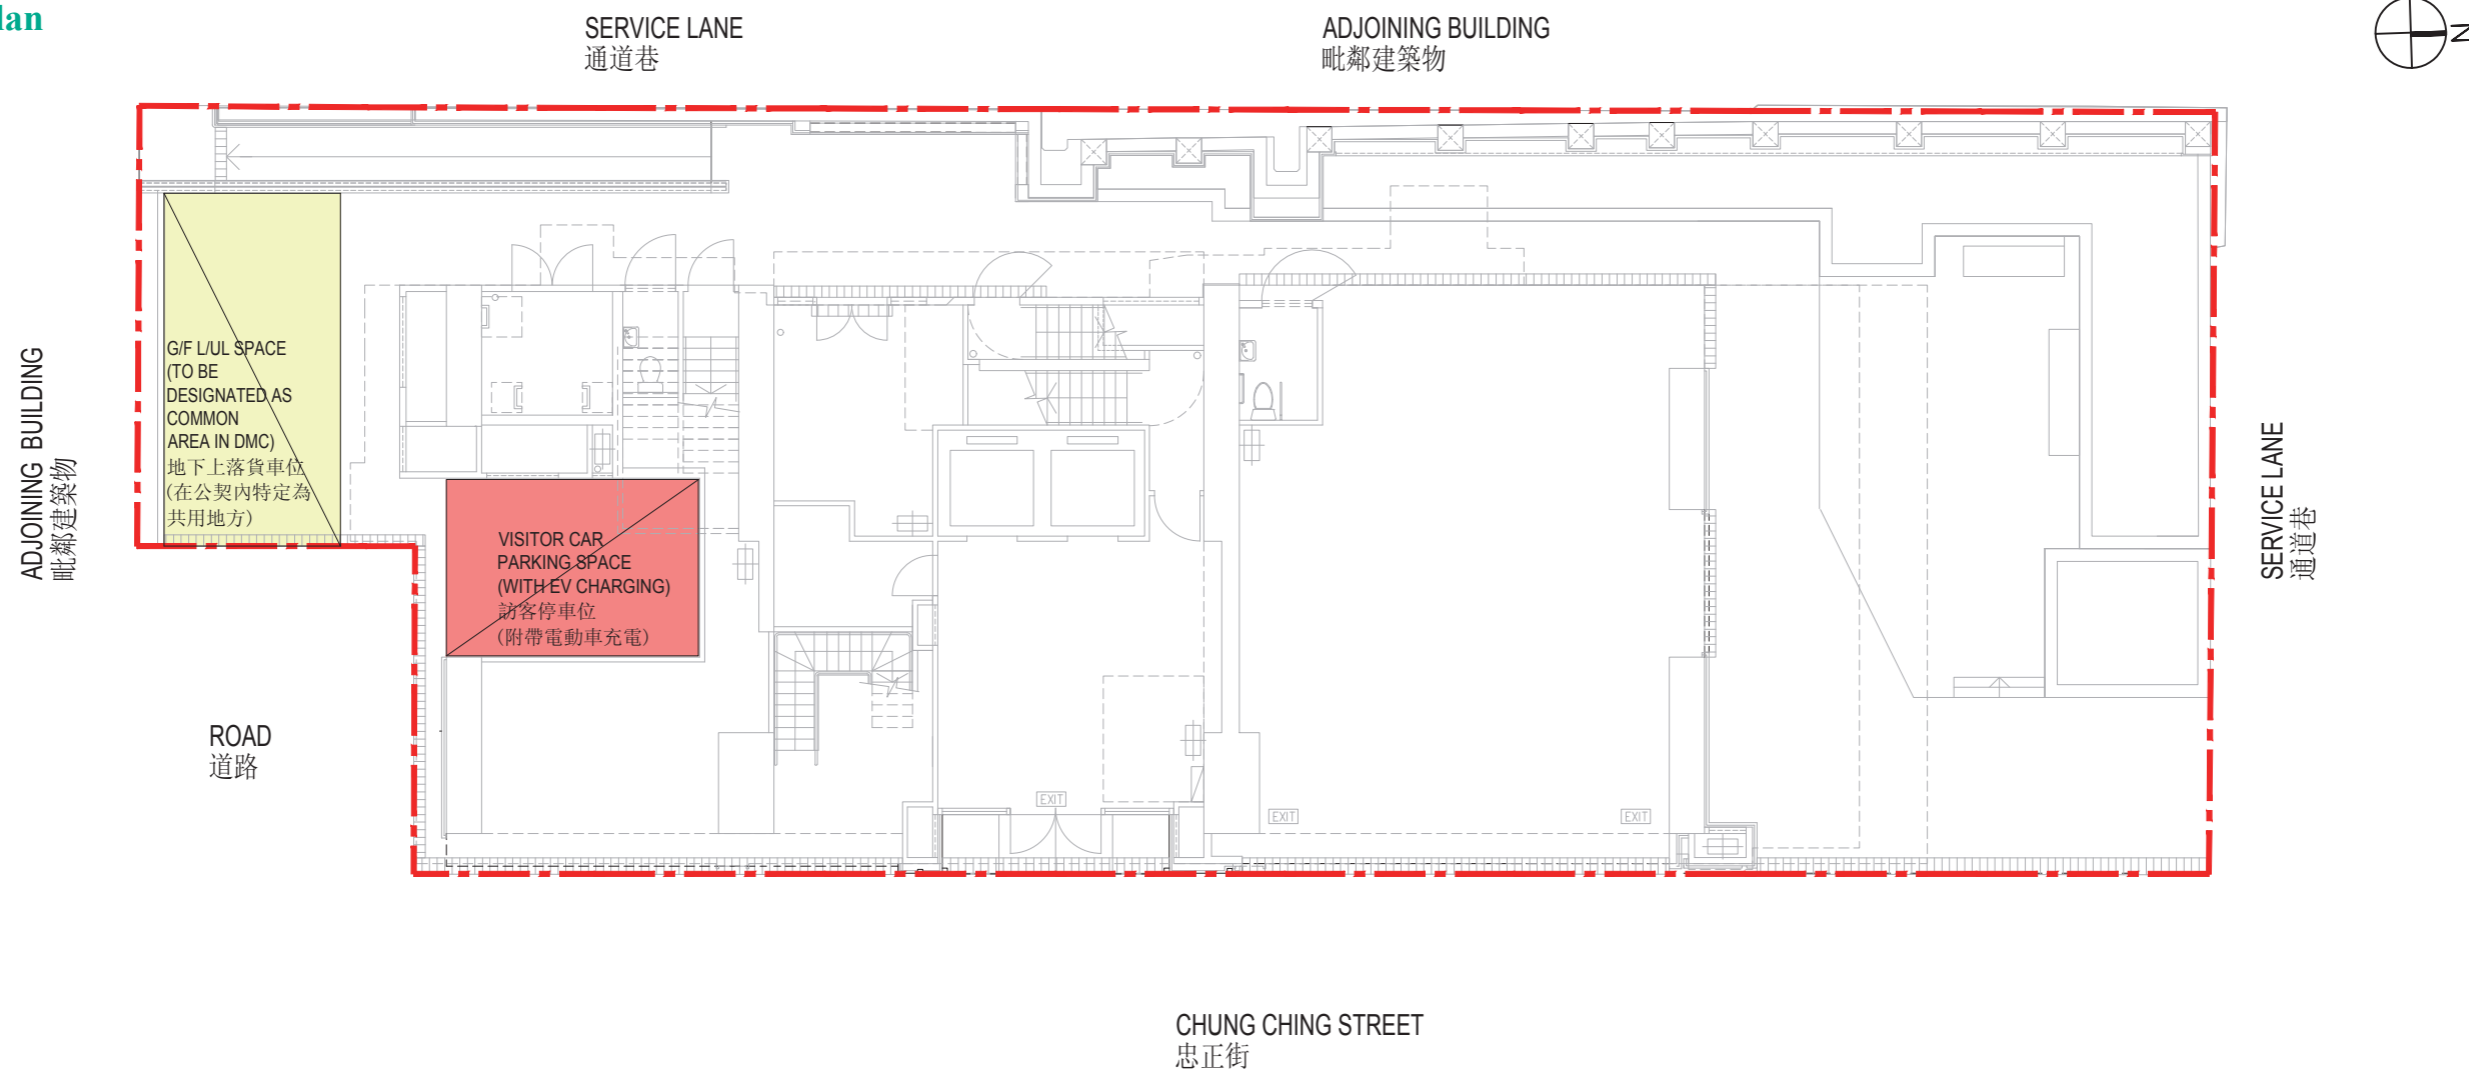 lan
SERVICE LANE
通道巷
ADJOINING BUILDING
毗鄰建築物
N
ADJOINING BUILDING
毗鄰建築物
G/F L/UL SPACE
(TO BE
DESIGNATED AS
COMMON
AREA IN DMC)
地下上落貨車位
(在公契內特定為
共用地方)
VISITOR CAR
PARKING SPACE
(WITH EV CHARGING)
訪客停車位
(附帶電動車充電)
SERVICE LANE
通道巷
ROAD
道路
EXIT
EXIT
EXIT
CHUNG CHING STREET
忠正街